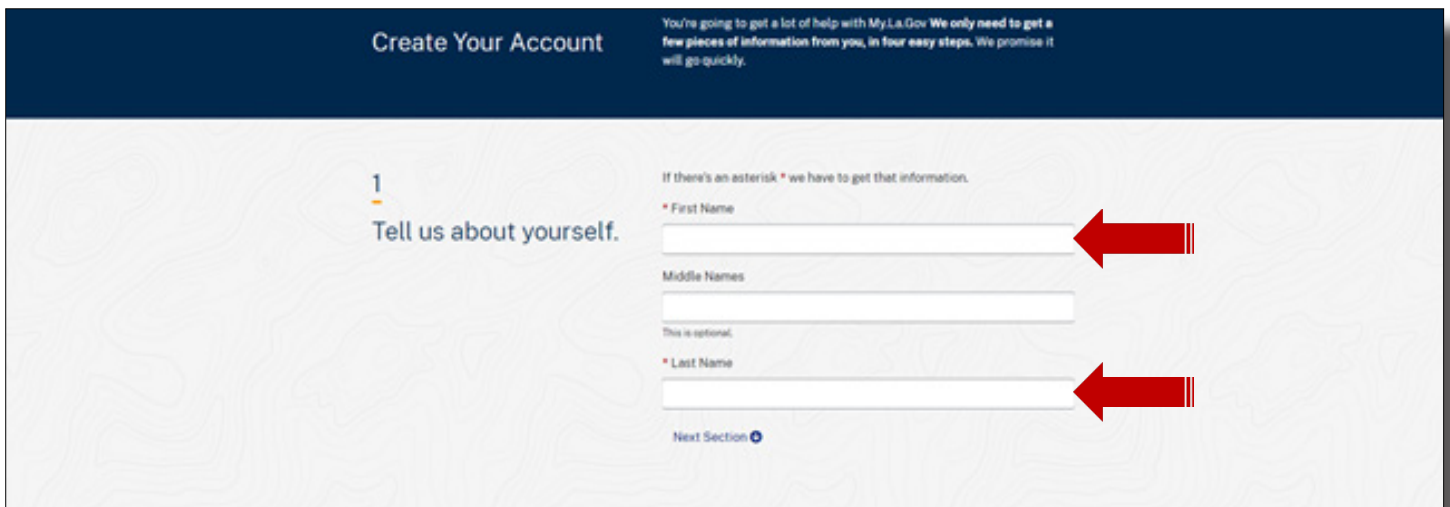 Create Your Account
You're going to get a lot of help with My.La.Gov We only need to get a
few pieces of information from you, in four easy steps. We promise it
will go quickly.
1
Tell us about yourself.
If there's an asterisk * we have to get that information.
* First Name
Middle Names
This is optional.
* Last Name
Next Section